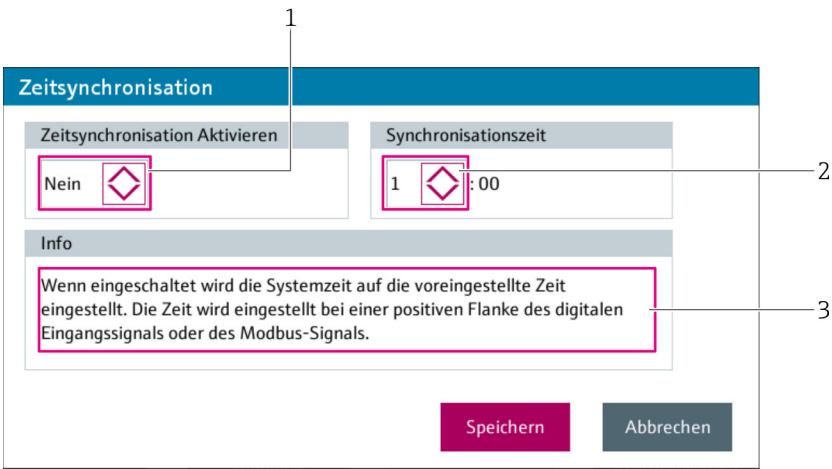 1
Zeitsynchronisation
Zeitsynchronisation Aktivieren
Synchronisationszeit
Nein
1 : 00
2
Info
Wenn eingeschaltet wird die Systemzeit auf die voreingestellte Zeit
eingestellt. Die Zeit wird eingestellt bei einer positiven Flanke des digitalen
Eingangssignals oder des Modbus-Signals.
3
Speichern
Abbrechen